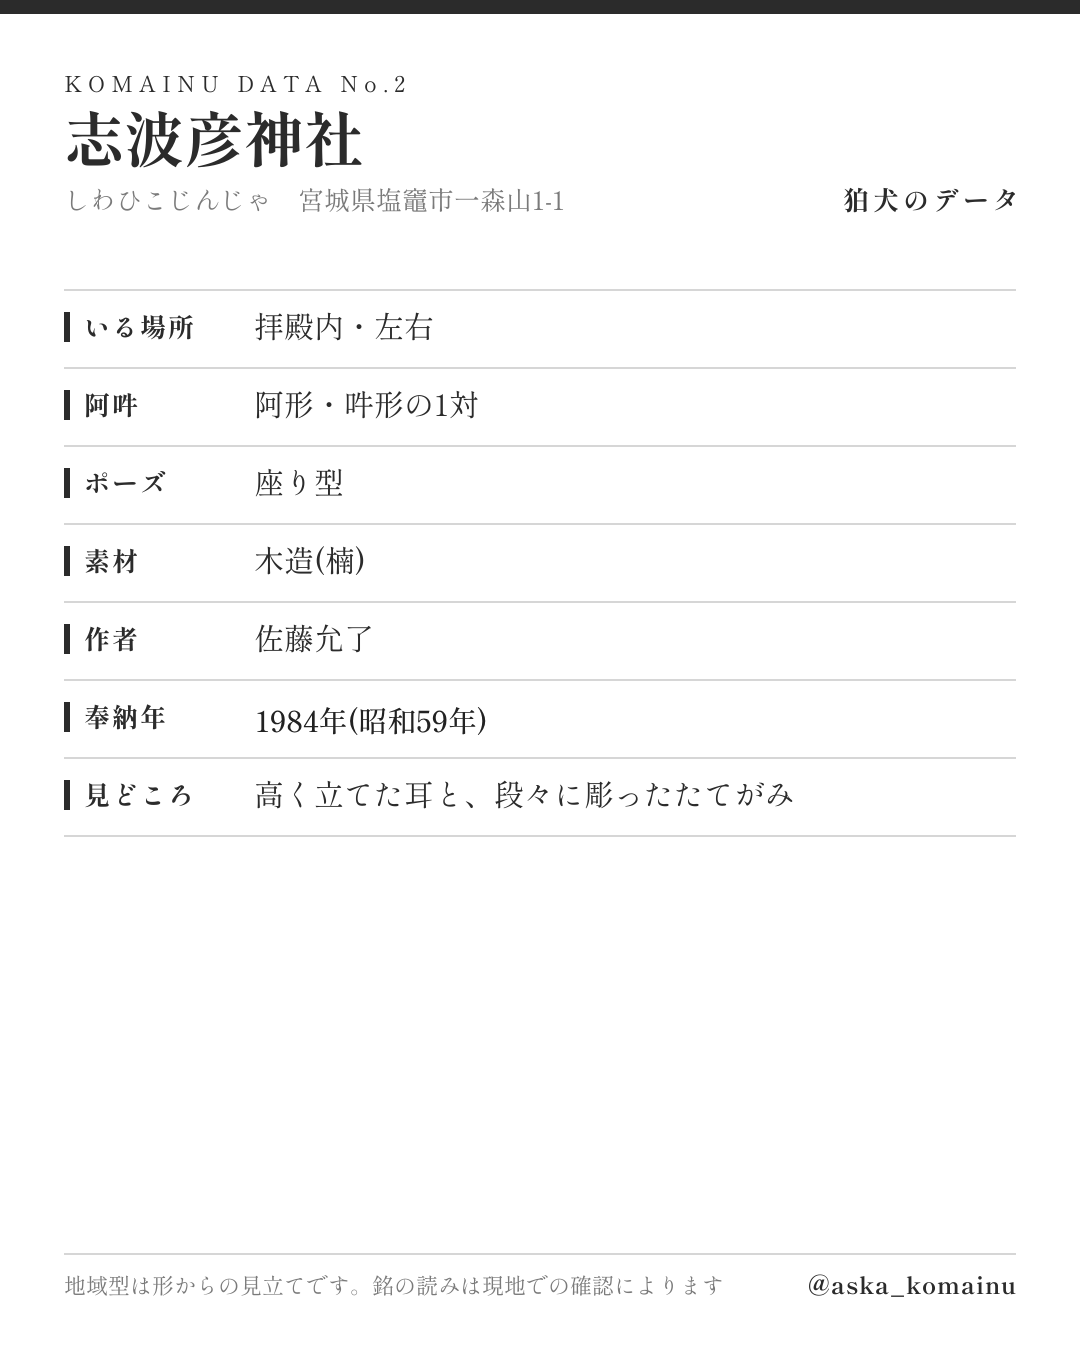 KOMAINU DATA No.2
志波彦神社
しわひこじんじゃ　宮城県塩竈市一森山1-1
狛犬のデータ
いる場所　拝殿内・左右
阿吽　阿形・吽形の1対
ポーズ　座り型
素材　木造(楠)
作者　佐藤允了
奉納年　1984年(昭和59年)
見どころ　高く立てた耳と、段々に彫ったたてがみ
地域型は形からの見立てです。銘の読みは現地での確認によります
@aska_komainu